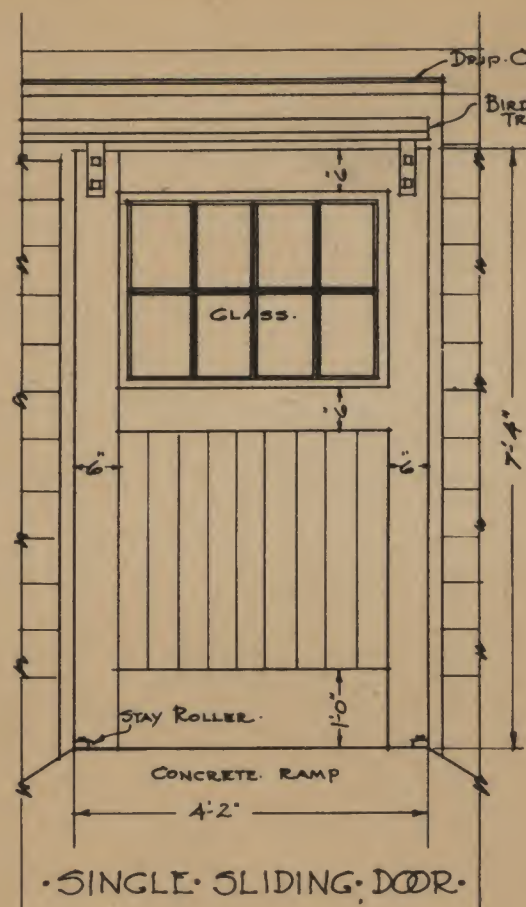 DRIP
BIRD
6"
GLASS.
6"
6" 6"
7'-4"
STAY ROLLER.
1'-0"
CONCRETE RAMP
4'-2"
·SINGLE· SLIDING· DOOR·